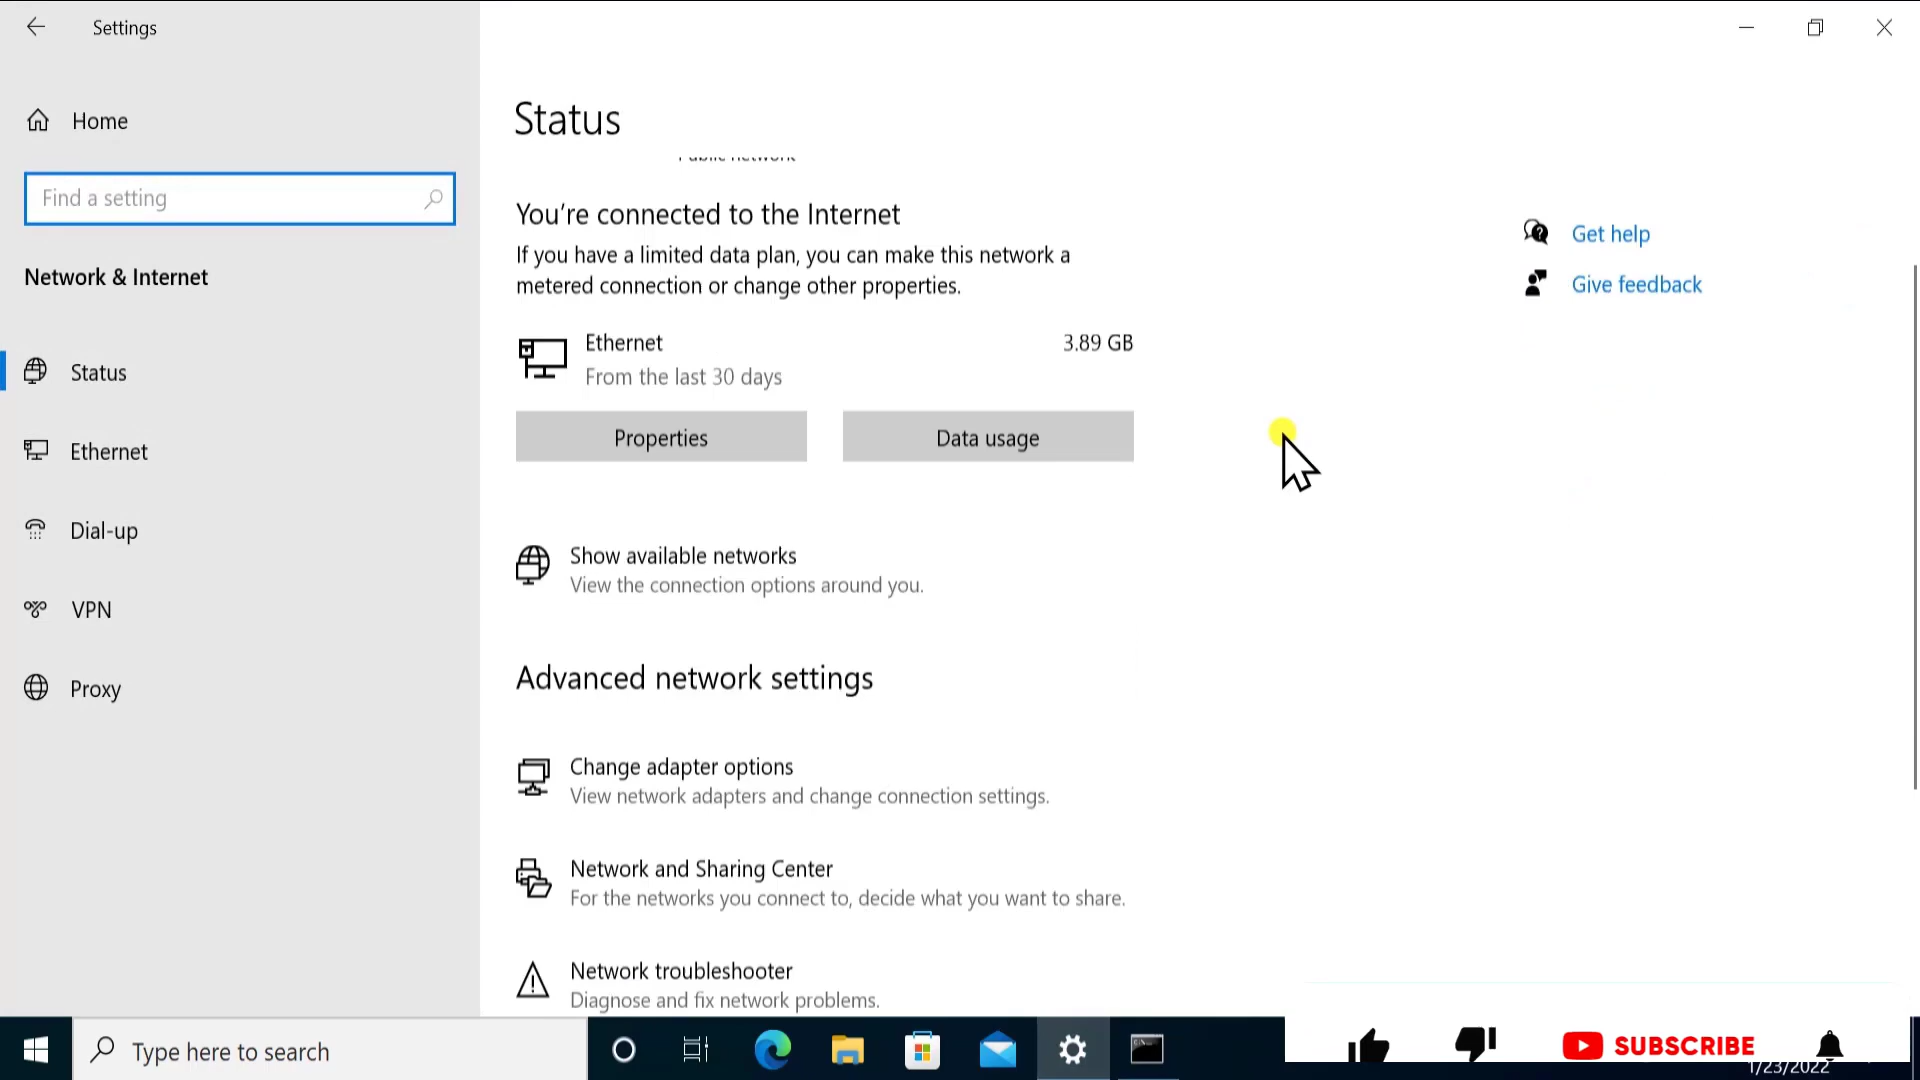 Settings
Home
Find a setting
Network & Internet
Status
Ethernet
Dial-up
VPN
Proxy
Status
Public network
You're connected to the Internet
If you have a limited data plan, you can make this network a
metered connection or change other properties.
Ethernet 3.89 GB
From the last 30 days
Properties Data usage
Show available networks
View the connection options around you.
Advanced network settings
Change adapter options
View network adapters and change connection settings.
Network and Sharing Center
For the networks you connect to, decide what you want to share.
Network troubleshooter
Diagnose and fix network problems.
Get help
Give feedback
Type here to search
SUBSCRIBE
1/23/2022